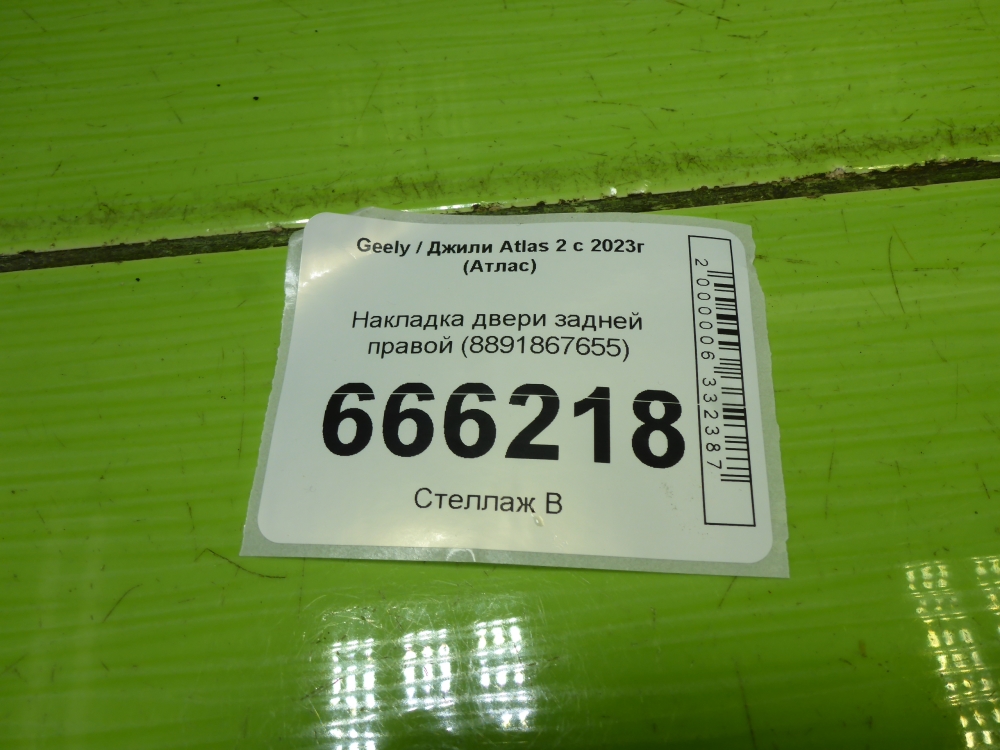 Geely / Джили Atlas 2 с 2023г
(Атлас)
Накладка двери задней
правой (8891867655)
666218
Стеллаж В
2000006332387